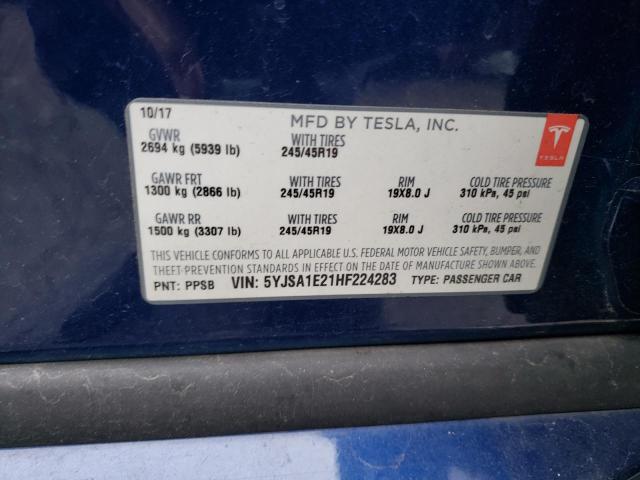 10/17
MFD BY TESLA, INC.
GVWR WITH TIRES
2694 kg (5939 lb) 245/45R19
TESLA
GAWR FRT WITH TIRES RIM COLD TIRE PRESSURE
1300 kg (2866 lb) 245/45R19 19X8.0 J 310 kPa, 45 psi
GAWR RR WITH TIRES RIM COLD TIRE PRESSURE
1500 kg (3307 lb) 245/45R19 19X8.0 J 310 kPa, 45 psi
THIS VEHICLE CONFORMS TO ALL APPLICABLE U.S. FEDERAL MOTOR VEHICLE SAFETY, BUMPER, AND
THEFT-PREVENTION STANDARDS IN EFFECT ON THE DATE OF MANUFACTURE SHOWN ABOVE.
PNT: PPSB VIN: 5YJSA1E21HF224283 TYPE: PASSENGER CAR